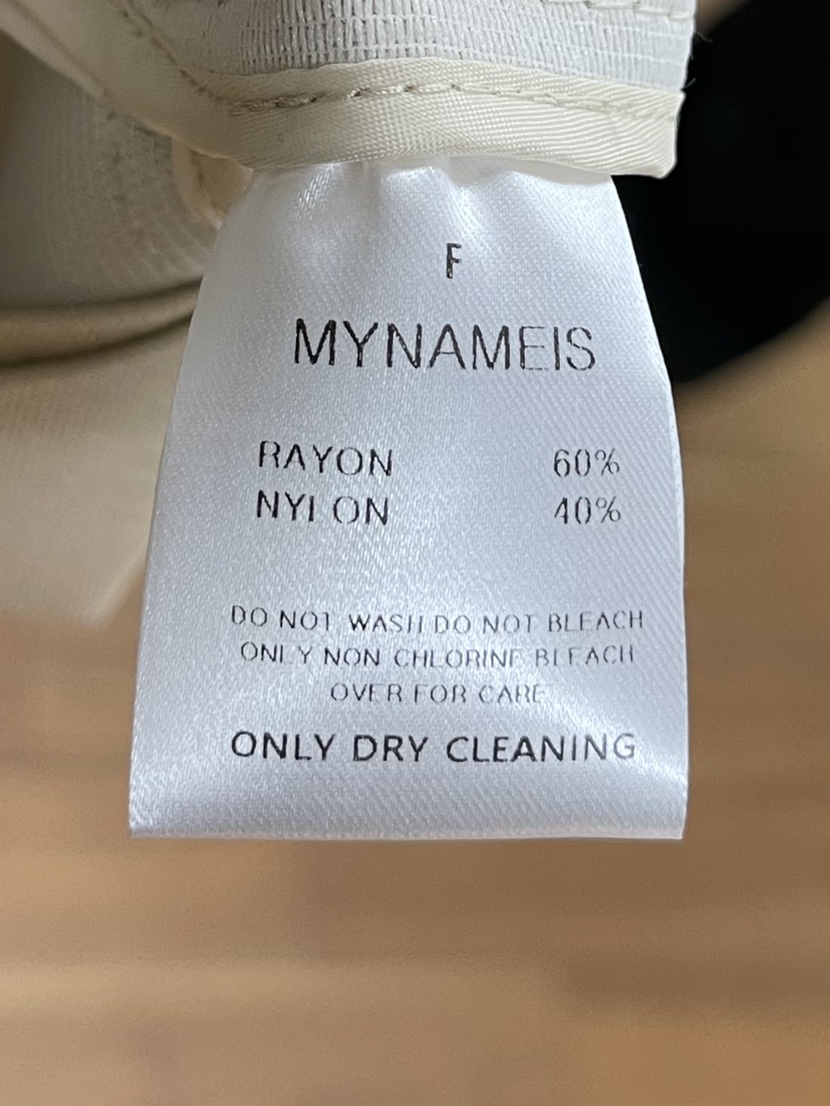 F
MYNAMEIS
RAYON 60%
NYLON 40%
DO NOT WASH DO NOT BLEACH
ONLY NON CHLORINE BLEACH
OVER FOR CARE
ONLY DRY CLEANING